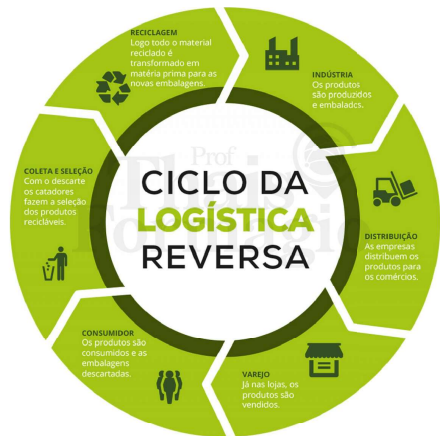 RECICLAGEM
Logo todo o material
reciclado é
transformado em
matéria prima para as
novas embalagens.
INDÚSTRIA
Os produtos
são produzidos
e embalados.
DISTRIBUIÇÃO
As empresas
distribuem os
produtos para
os comércios.
VAREJO
Já nas lojas, os
produtos são
vendidos.
CONSUMIDOR
Os produtos são
consumidos e as
embalagens
descartadas.
COLETA E SELEÇÃO
Com o descarte
os catadores
fazem a seleção
dos produtos
recicláveis.
CICLO DA
LOGÍSTICA
REVERSA
Prof